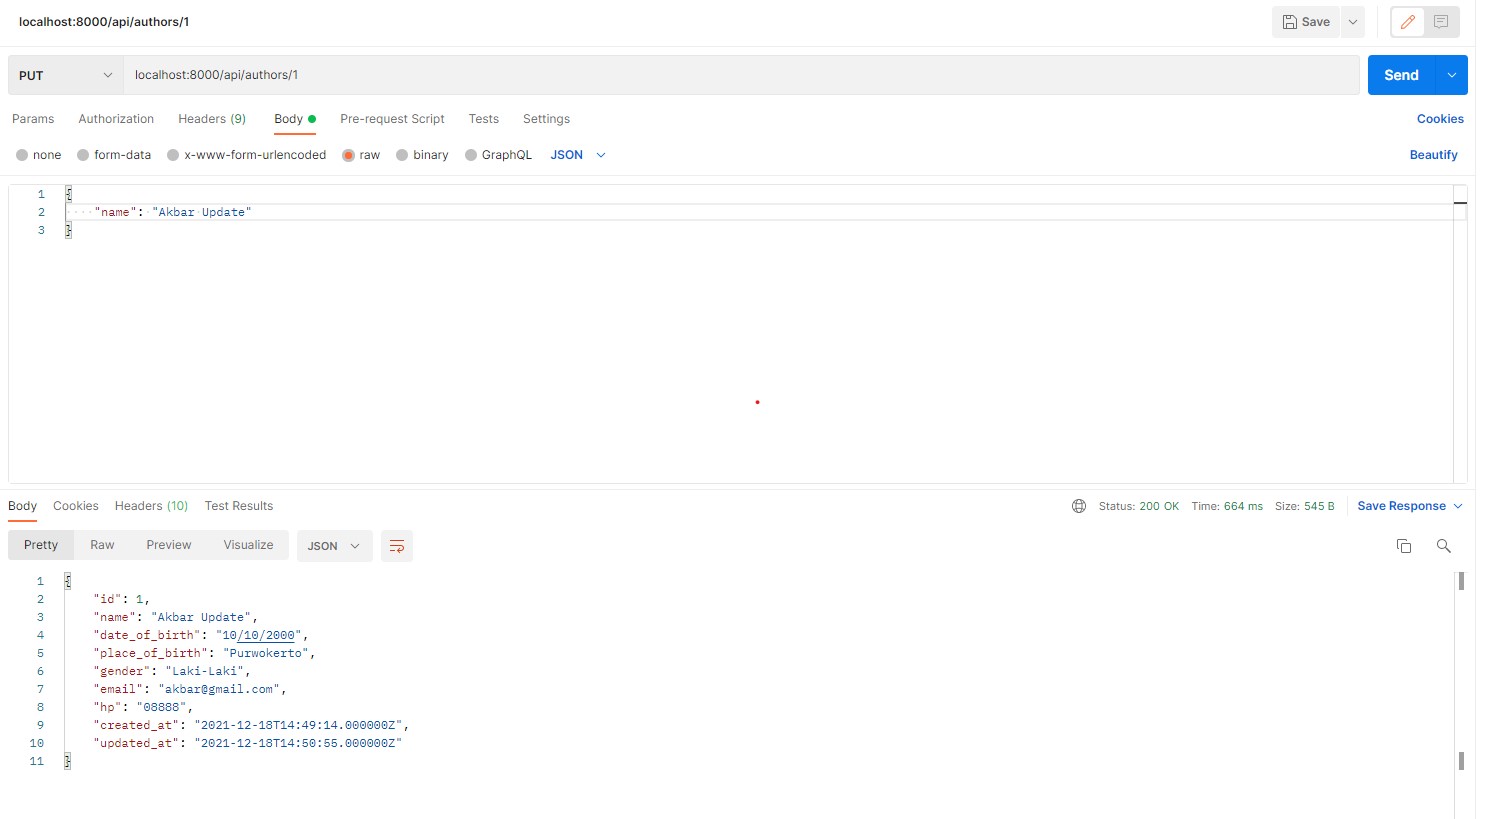 localhost:8000/api/authors/1
Save
PUT
localhost:8000/api/authors/1
Send
Params Authorization Headers (9) Body Pre-request Script Tests Settings Cookies
none form-data x-www-form-urlencoded raw binary GraphQL JSON Beautify
1 {
2 ····"name":·"Akbar·Update"
3 }
Body Cookies Headers (10) Test Results Status: 200 OK Time: 664 ms Size: 545 B Save Response
Pretty Raw Preview Visualize JSON
1 {
2 "id": 1,
3 "name": "Akbar Update",
4 "date_of_birth": "10/10/2000",
5 "place_of_birth": "Purwokerto",
6 "gender": "Laki-Laki",
7 "email": "akbar@gmail.com",
8 "hp": "08888",
9 "created_at": "2021-12-18T14:49:14.000000Z",
10 "updated_at": "2021-12-18T14:50:55.000000Z"
11 }